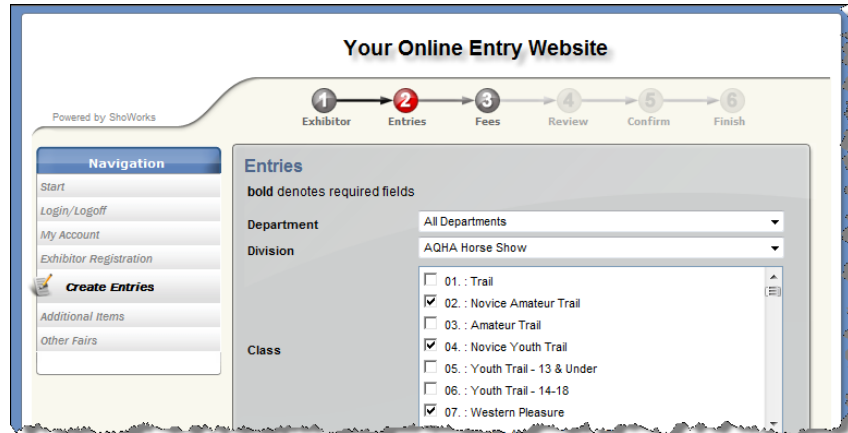 Your Online Entry Website
Powered by ShoWorks
1 2 3 4 5 6
Exhibitor Entries Fees Review Confirm Finish
Navigation
Start
Login/Logoff
My Account
Exhibitor Registration
Create Entries
Additional Items
Other Fairs
Entries
bold denotes required fields
Department All Departments
Division AQHA Horse Show
Class
01. : Trail
02. : Novice Amateur Trail
03. : Amateur Trail
04. : Novice Youth Trail
05. : Youth Trail - 13 & Under
06. : Youth Trail - 14-18
07. : Western Pleasure